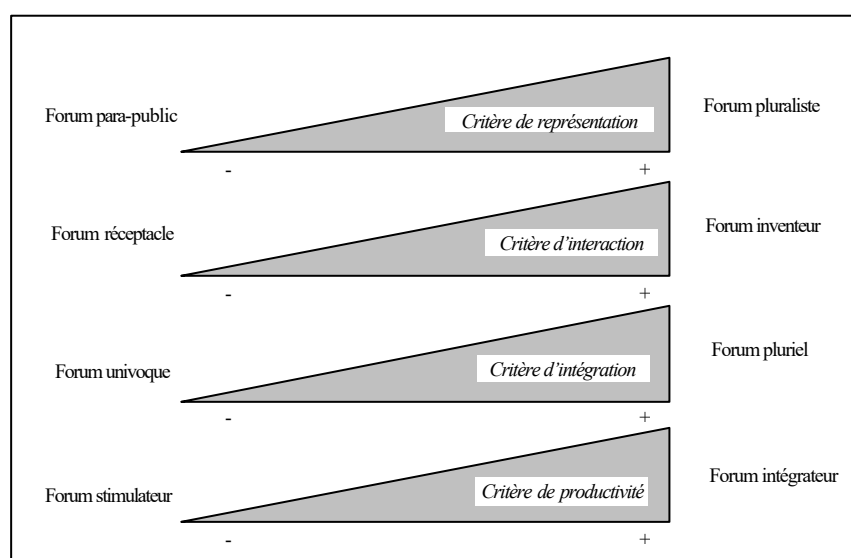 Forum para-public
Critère de représentation
Forum pluraliste
- +
Forum réceptacle
Critère d'interaction
Forum inventeur
- +
Forum univoque
Critère d'intégration
Forum pluriel
- +
Forum stimulateur
Critère de productivité
Forum intégrateur
- +